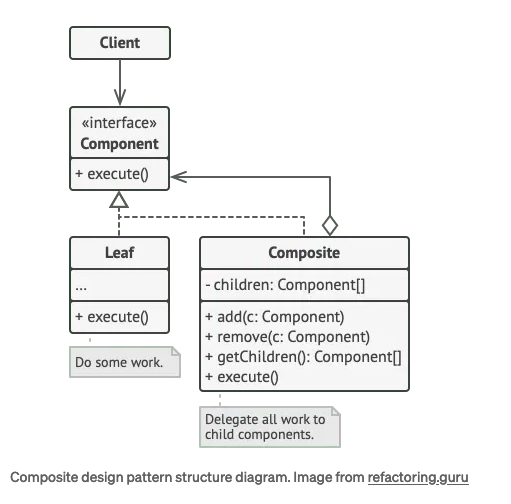 Client
«interface»
Component
+ execute()
Leaf
...
+ execute()
Do some work.
Composite
- children: Component[]
+ add(c: Component)
+ remove(c: Component)
+ getChildren(): Component[]
+ execute()
Delegate all work to
child components.
Composite design pattern structure diagram. Image from refactoring.guru